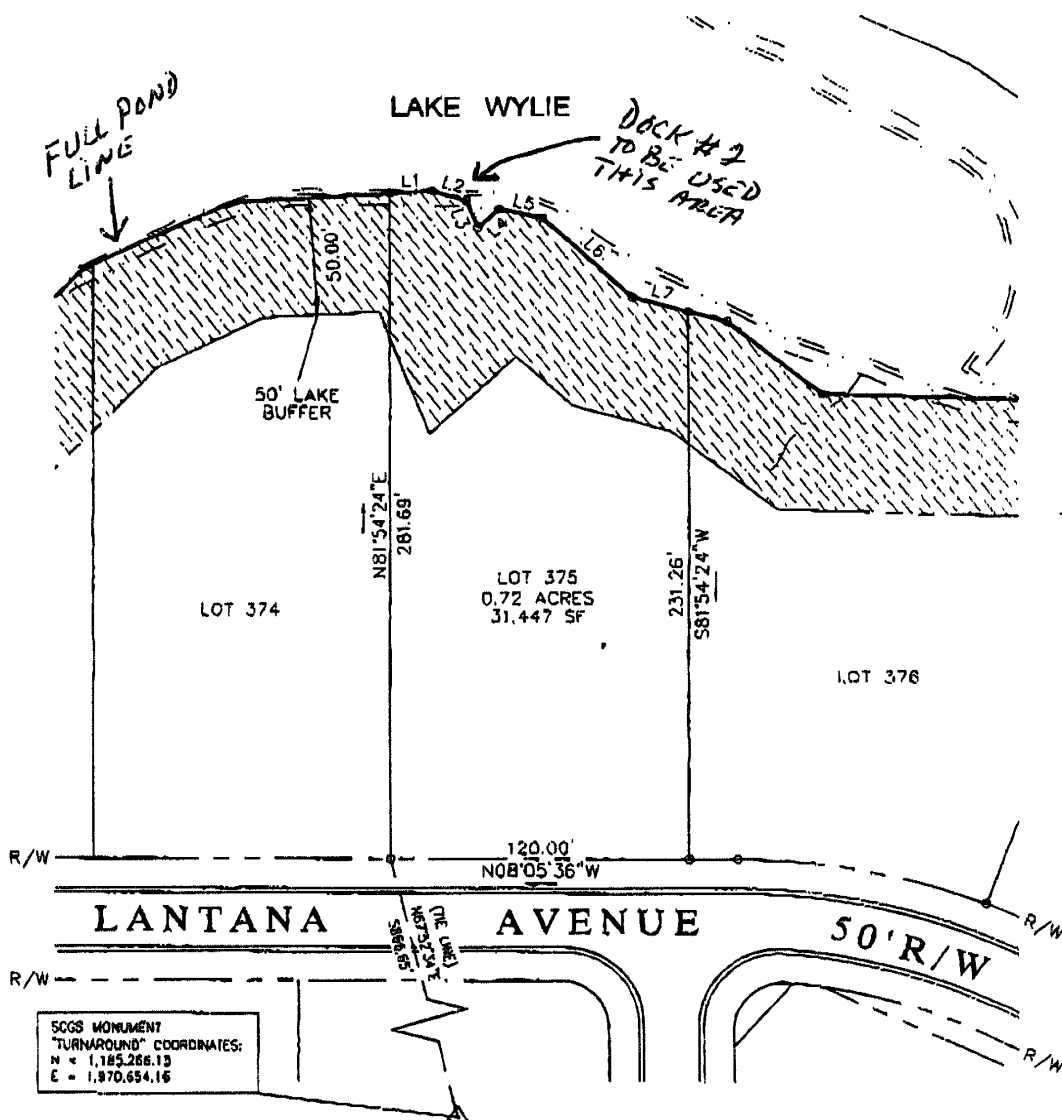 FULL POND
LINE
LAKE WYLIE
DOCK # 2
TO BE USED
THIS AREA
L1
L2
L3
L4
L5
L6
L7
50.00
50' LAKE
BUFFER
N81°54'24"E
281.69'
LOT 374
LOT 375
0.72 ACRES
31,447 SF
231.26'
S81°54'24"W
LOT 376
R/W
120.00'
N08°05'36"W
R/W
LANTANA AVENUE 50' R/W
(TIE LINE)
N67°52'54"E
R/W
R/W
SCGS MONUMENT
"TURNAROUND" COORDINATES:
N = 1,185,266.13
E = 1,970,654.16